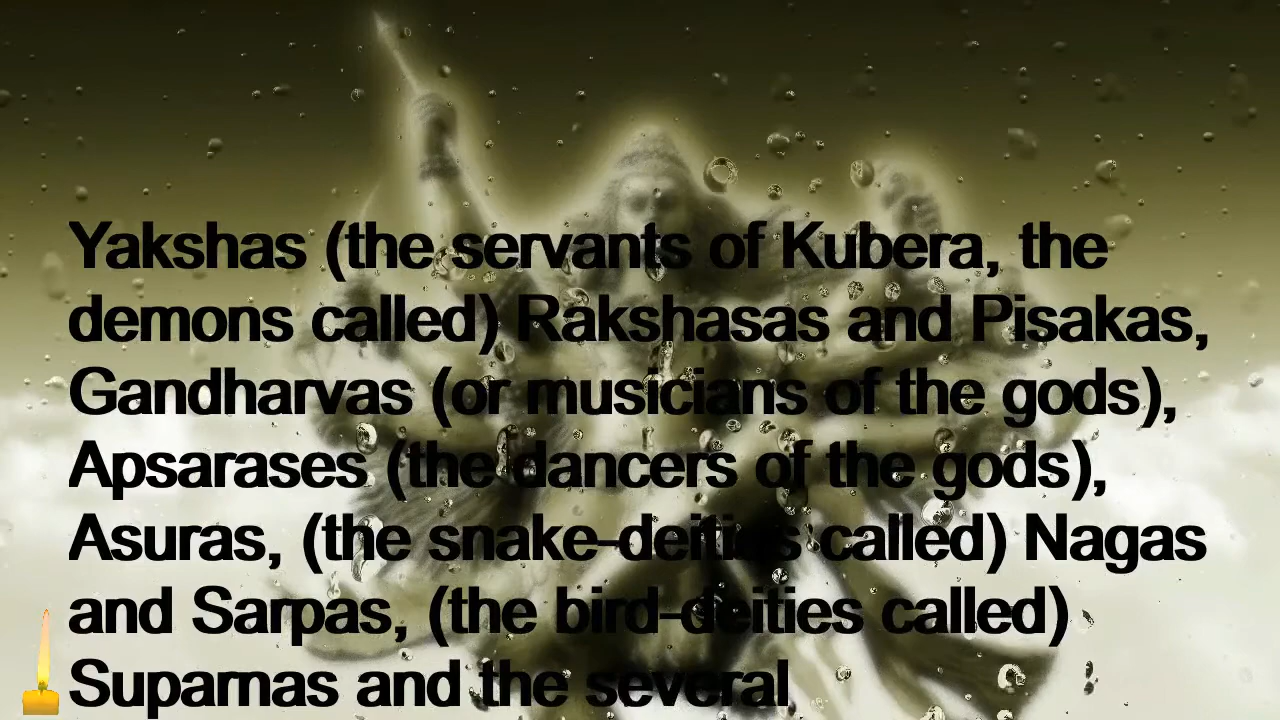 Yakshas (the servants of Kubera, the
demons called) Rakshasas and Pisakas,
Gandharvas (or musicians of the gods),
Apsarases (the dancers of the gods),
Asuras, (the snake-deities called) Nagas
and Sarpas, (the bird-deities called)
Suparnas and the several